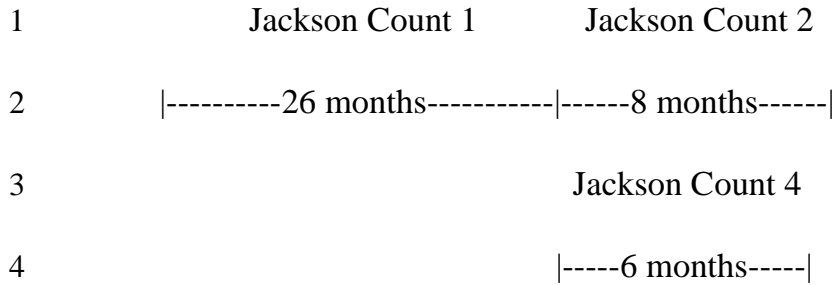 1 Jackson Count 1 Jackson Count 2
2 |----------26 months-----------|------8 months------|
3 Jackson Count 4
4 |-----6 months-----|